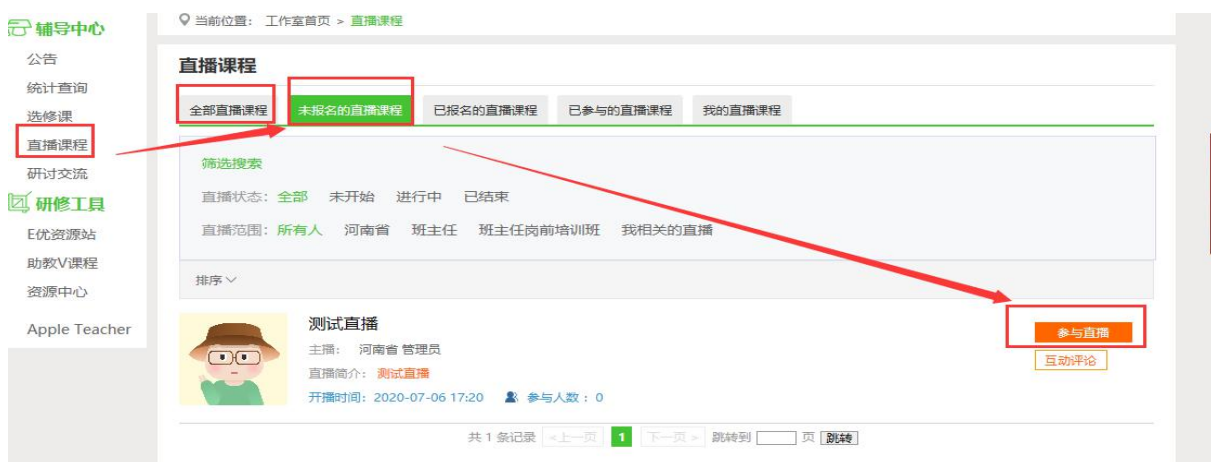 辅导中心
公告
统计查询
选修课
直播课程
研讨交流
研修工具
E优资源站
助教V课程
资源中心
Apple Teacher
当前位置： 工作室首页 > 直播课程
直播课程
全部直播课程 未报名的直播课程 已报名的直播课程 已参与的直播课程 我的直播课程
筛选搜索
直播状态：全部 未开始 进行中 已结束
直播范围：所有人 河南省 班主任 班主任岗前培训班 我相关的直播
排序
测试直播
主播： 河南省 管理员
直播简介： 测试直播
开播时间：2020-07-06 17:20 参与人数：0
参与直播
互动评论
共 1 条记录 <上一页 1 下一页> 跳转到 页 跳转